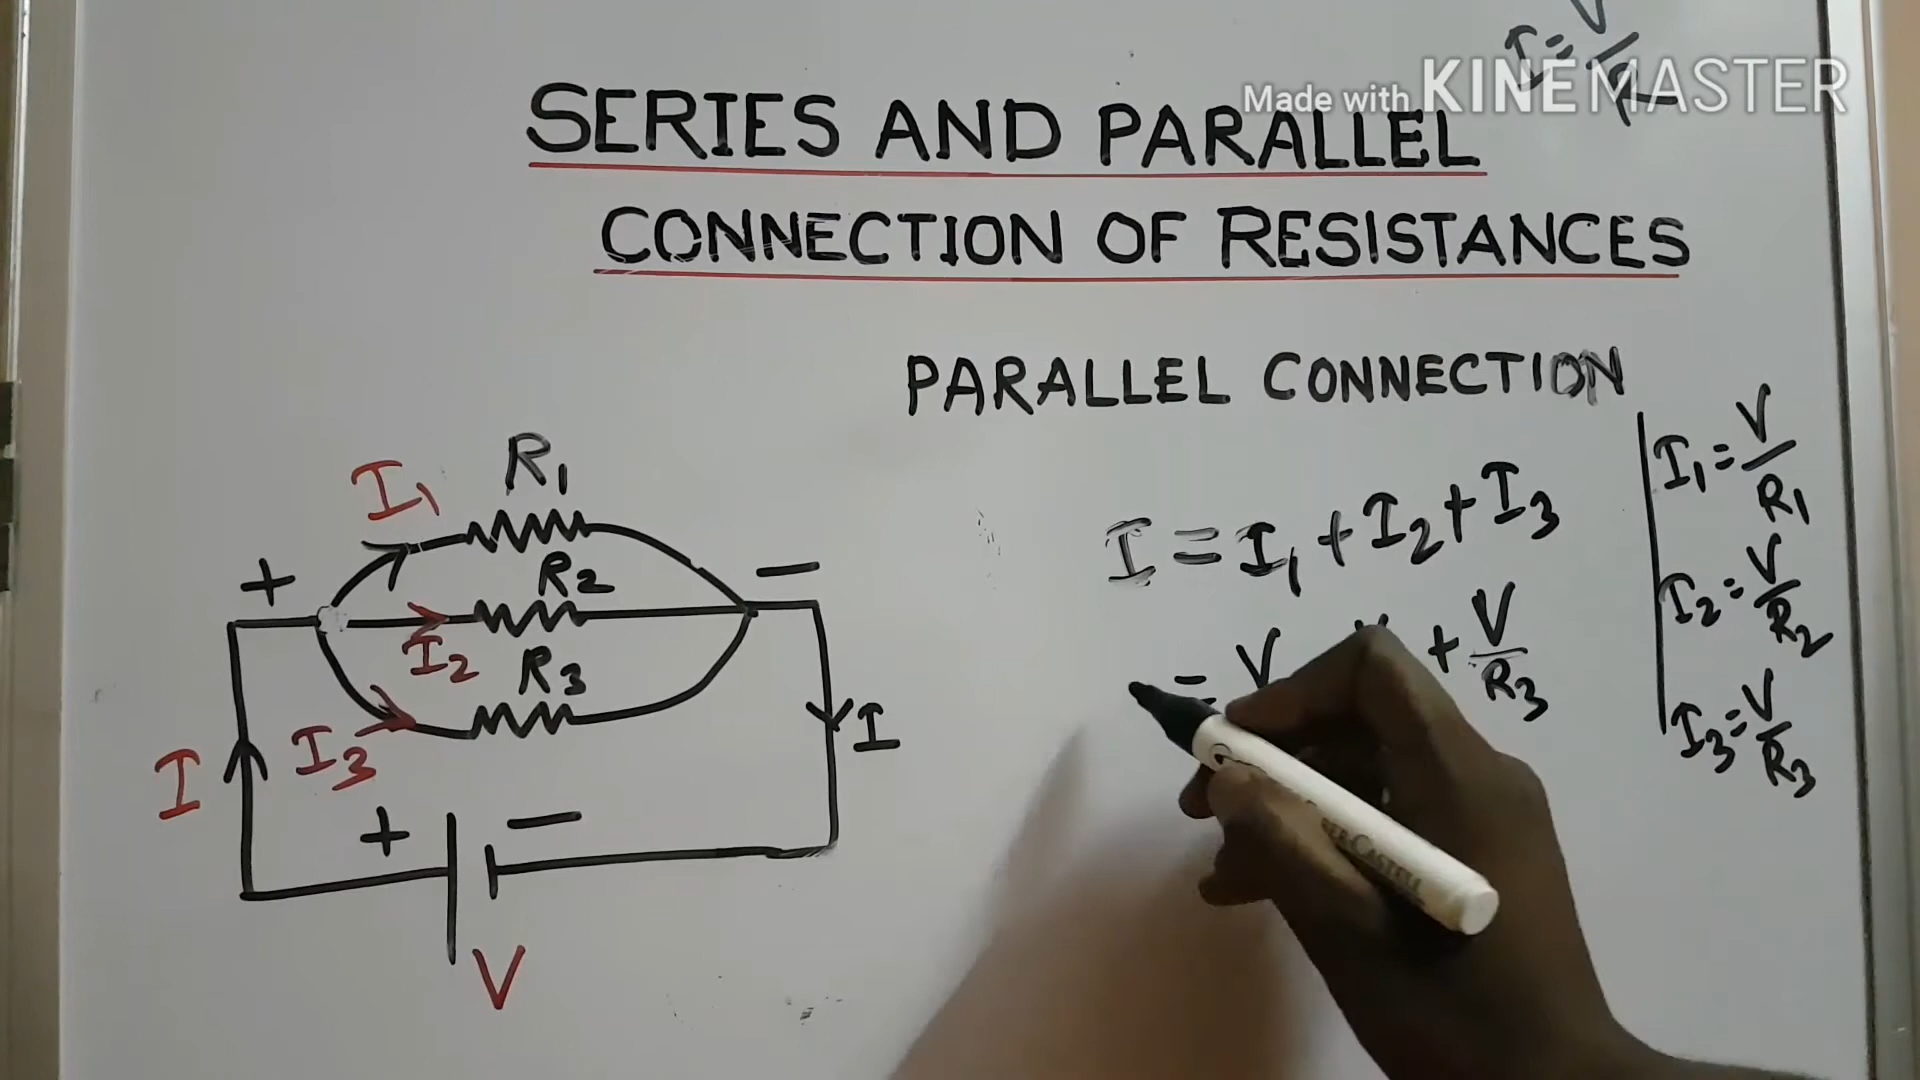 I = V/R
Made with KINEMASTER
SERIES AND PARALLEL
CONNECTION OF RESISTANCES
PARALLEL CONNECTION
I = I1 + I2 + I3
= V + V/R3
I1 = V/R1
I2 = V/R2
I3 = V/R3
R1
I1
+
−
R2
I2
R3
I3
I
I
+
−
V